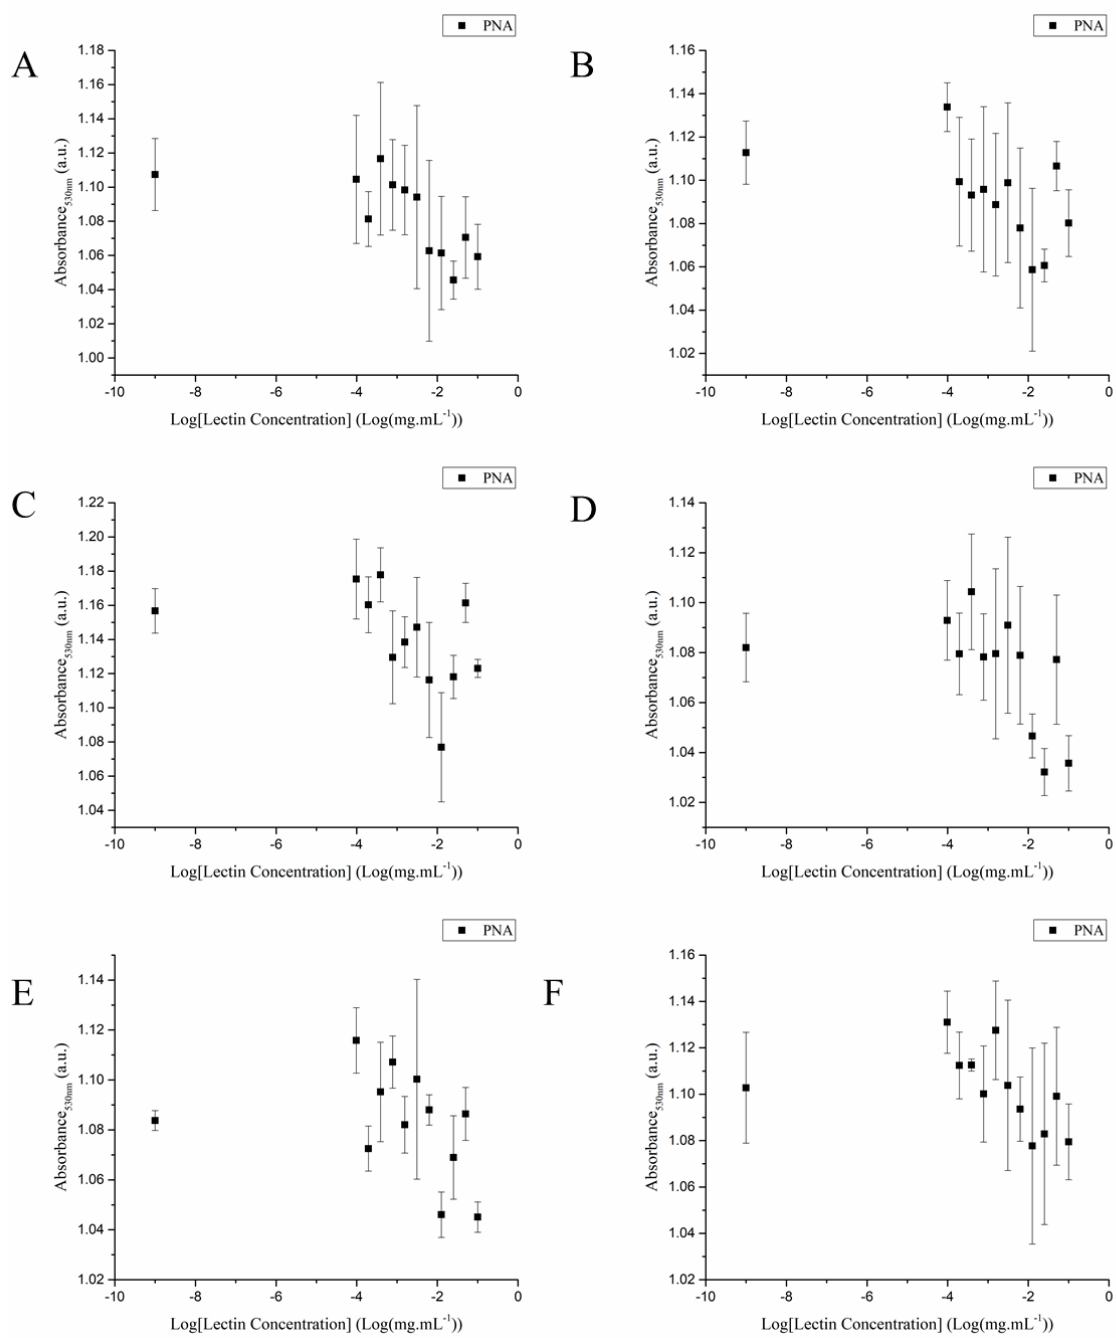 PNA
A
1.18
1.16
1.14
1.12
1.10
1.08
1.06
1.04
1.02
1.00
Absorbance530nm (a.u.)
-10 -8 -6 -4 -2 0
Log[Lectin Concentration] (Log(mg.mL-1))
PNA
B
1.16
1.14
1.12
1.10
1.08
1.06
1.04
1.02
Absorbance530nm (a.u.)
-10 -8 -6 -4 -2 0
Log[Lectin Concentration] (Log(mg.mL-1))
PNA
C
1.22
1.20
1.18
1.16
1.14
1.12
1.10
1.08
1.06
1.04
Absorbance530nm (a.u.)
-10 -8 -6 -4 -2 0
Log[Lectin Concentration] (Log(mg.mL-1))
PNA
D
1.14
1.12
1.10
1.08
1.06
1.04
1.02
Absorbance530nm (a.u.)
-10 -8 -6 -4 -2 0
Log[Lectin Concentration] (Log(mg.mL-1))
PNA
E
1.14
1.12
1.10
1.08
1.06
1.04
1.02
Absorbance530nm (a.u.)
-10 -8 -6 -4 -2 0
Log[Lectin Concentration] (Log(mg.mL-1))
PNA
F
1.16
1.14
1.12
1.10
1.08
1.06
1.04
1.02
Absorbance530nm (a.u.)
-10 -8 -6 -4 -2 0
Log[Lectin Concentration] (Log(mg.mL-1))